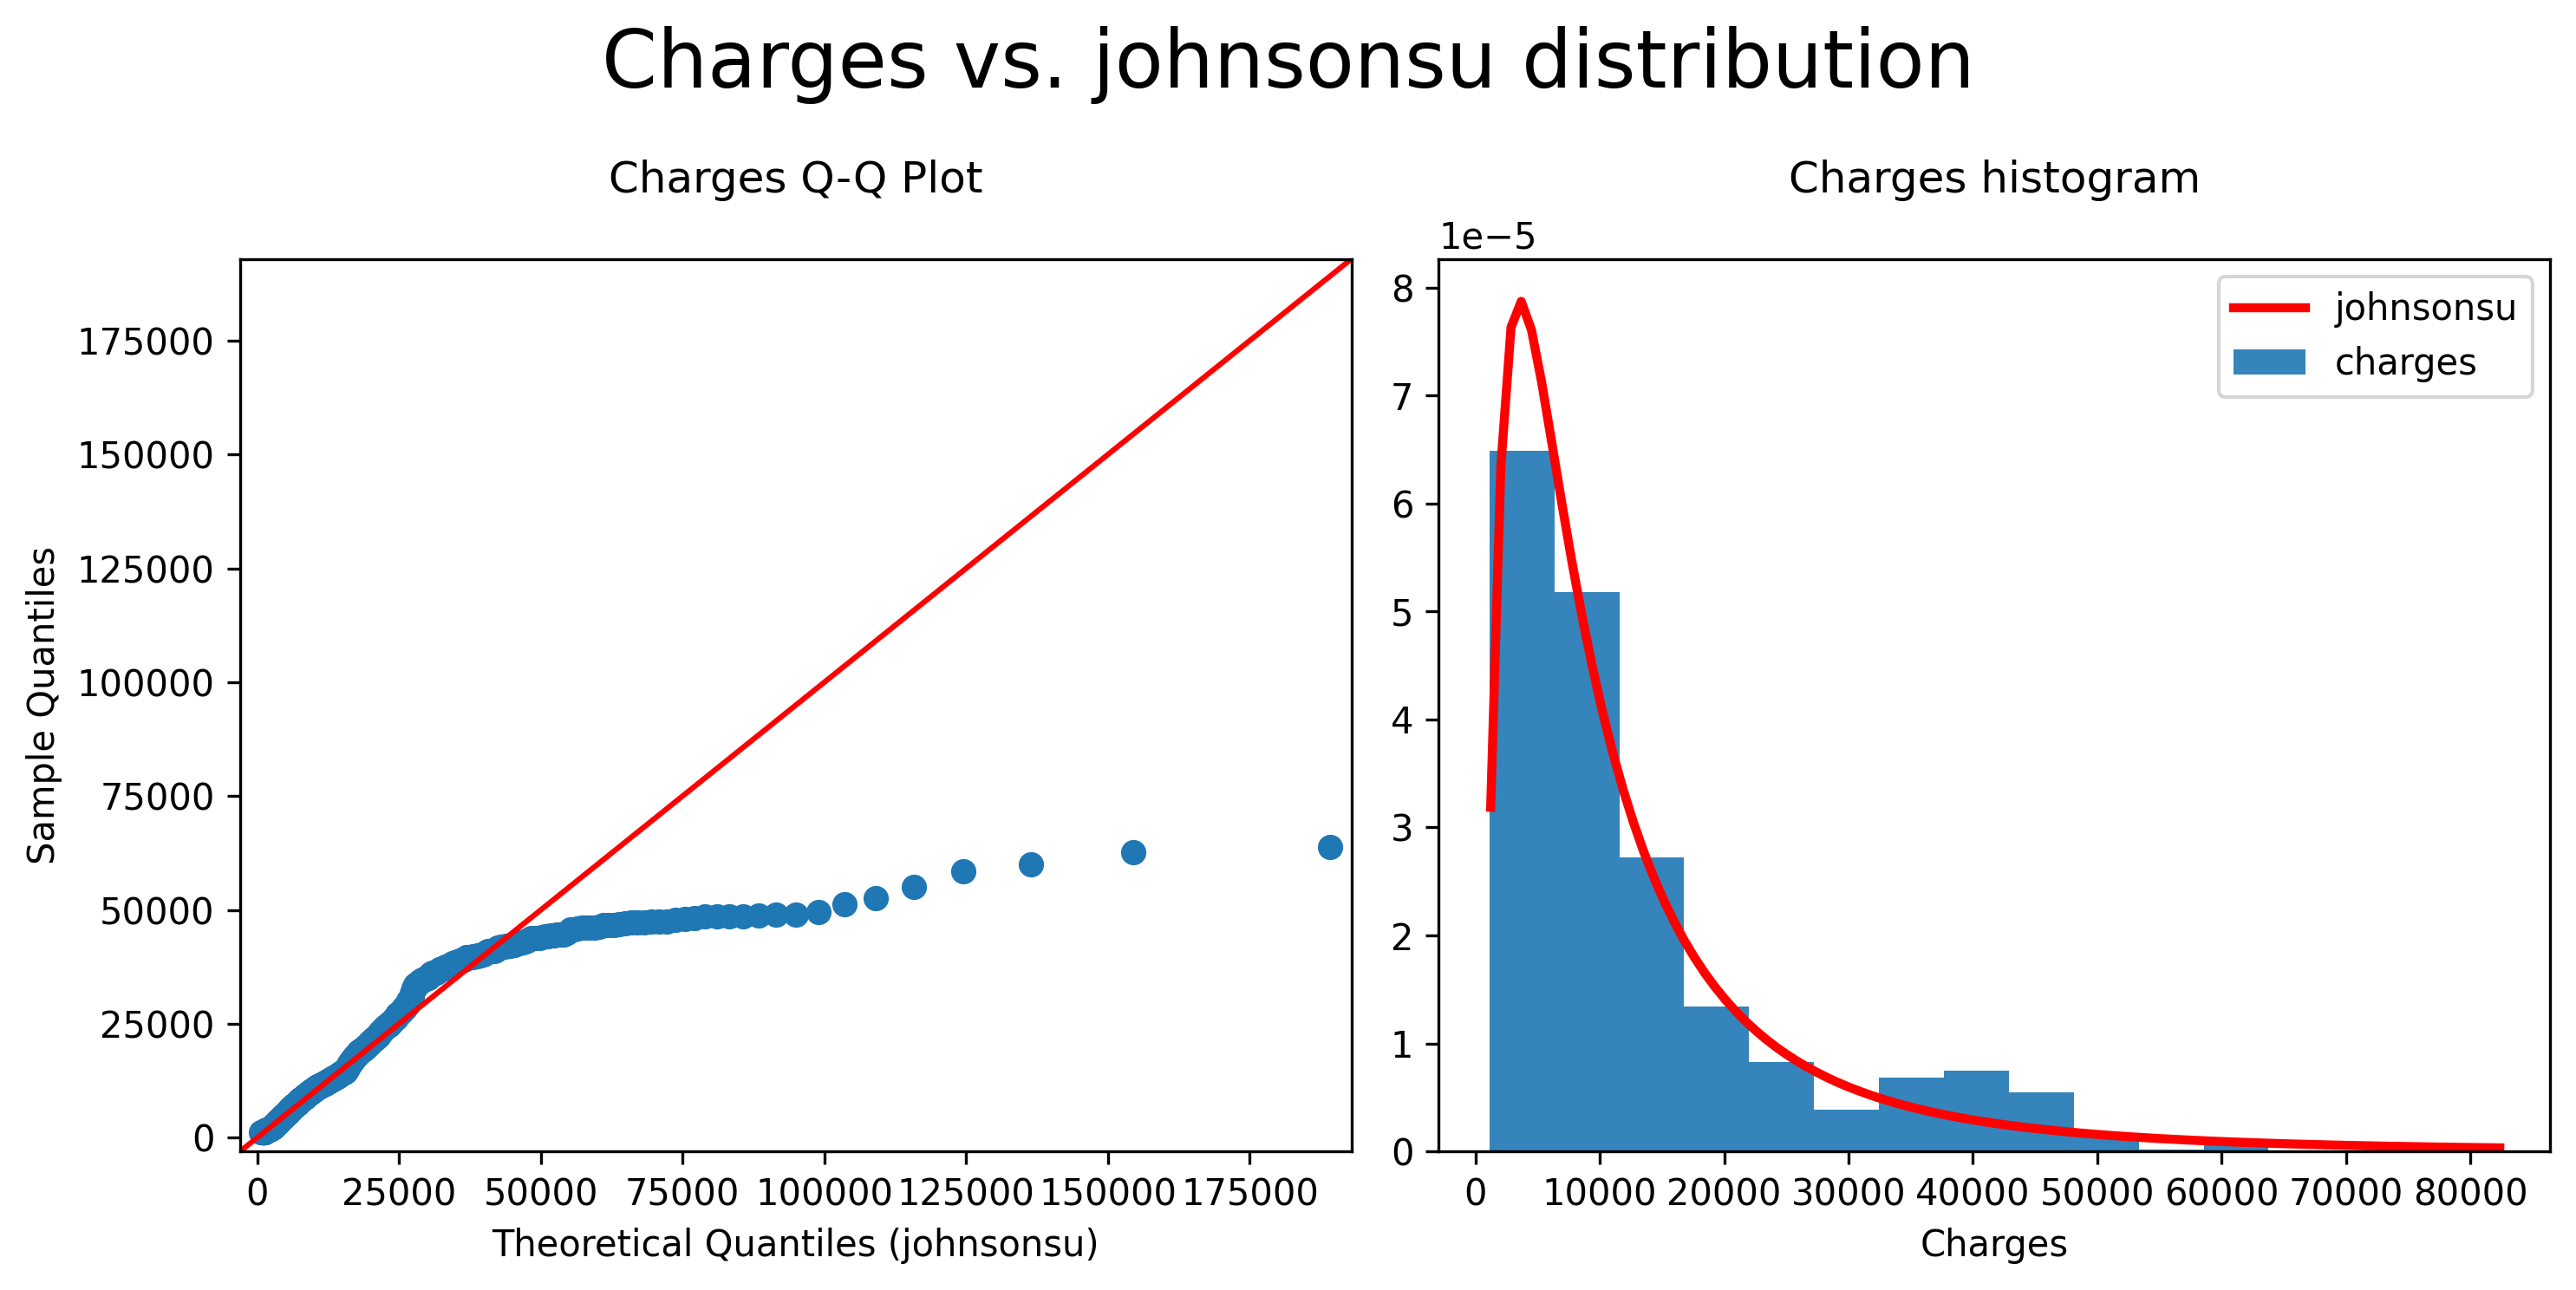 Charges vs. johnsonsu distribution
Charges Q-Q Plot
175000
150000
125000
100000
75000
50000
25000
0
Sample Quantiles
0 25000 50000 75000 100000 125000 150000 175000
Theoretical Quantiles (johnsonsu)
Charges histogram
1e−5
8
7
6
5
4
3
2
1
0
johnsonsu
charges
0 10000 20000 30000 40000 50000 60000 70000 80000
Charges